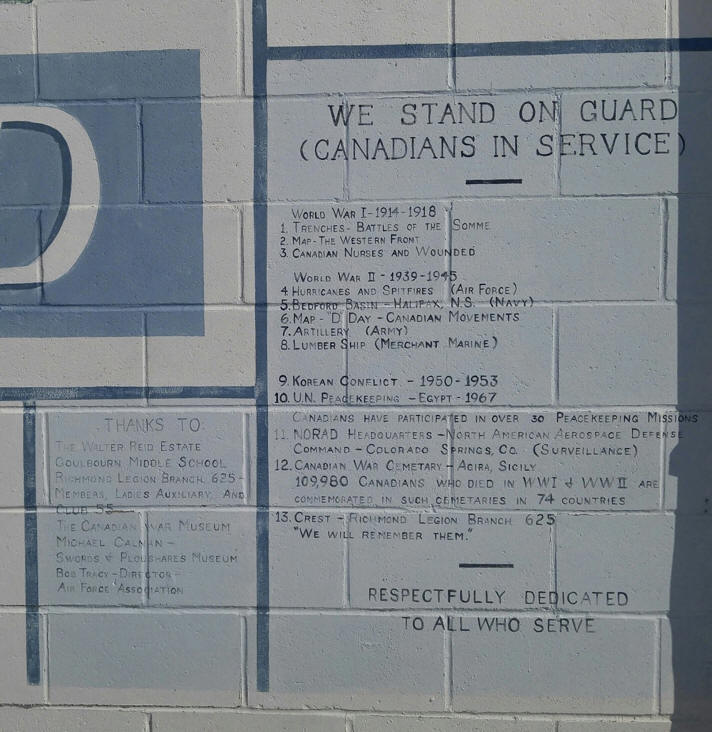 D
WE STAND ON GUARD
(CANADIANS IN SERVICE)
WORLD WAR I-1914-1918
1. TRENCHES- BATTLES OF THE SOMME
2. MAP-THE WESTERN FRONT
3. CANADIAN NURSES AND WOUNDED
WORLD WAR II - 1939-1945
4 HURRICANES AND SPITFIRES (AIR FORCE)
5. BEDFORD BASIN - HALIFAX, N.S. (NAVY)
6. MAP-"D" DAY - CANADIAN MOVEMENTS
7. ARTILLERY (ARMY)
8. LUMBER SHIP (MERCHANT MARINE)
9. KOREAN CONFLICT - 1950-1953
10. U.N. PEACEKEEPING - EGYPT - 1967
CANADIANS HAVE PARTICIPATED IN OVER 30 PEACEKEEPING MISSIONS
11. NORAD HEADQUARTERS -NORTH AMERICAN AEROSPACE DEFENSE
COMMAND - COLORADO SPRINGS, CO. (SURVEILLANCE)
12. CANADIAN WAR CEMETARY - AGIRA, SICILY
109,980 CANADIANS WHO DIED IN WWI & WWII ARE
COMMEMORATED IN SUCH CEMETARIES IN 74 COUNTRIES
13. CREST - RICHMOND LEGION BRANCH 625
"WE WILL REMEMBER THEM."
RESPECTFULLY DEDICATED
TO ALL WHO SERVE
THANKS TO:
THE WALTER REID ESTATE
GOULBOURN MIDDLE SCHOOL
RICHMOND LEGION BRANCH 625-
MEMBERS, LADIES AUXILIARY, AND
CLUB 55
THE CANADIAN WAR MUSEUM
MICHAEL CALNAN -
SWORDS & PLOUSHARES MUSEUM
BOB TRACY - DIRECTOR -
AIR FORCE ASSOCIATION